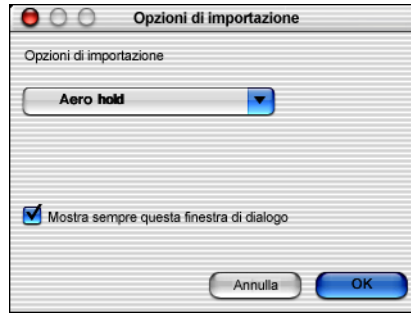 Opzioni di importazione
Opzioni di importazione
Aero hold
Mostra sempre questa finestra di dialogo
Annulla
OK